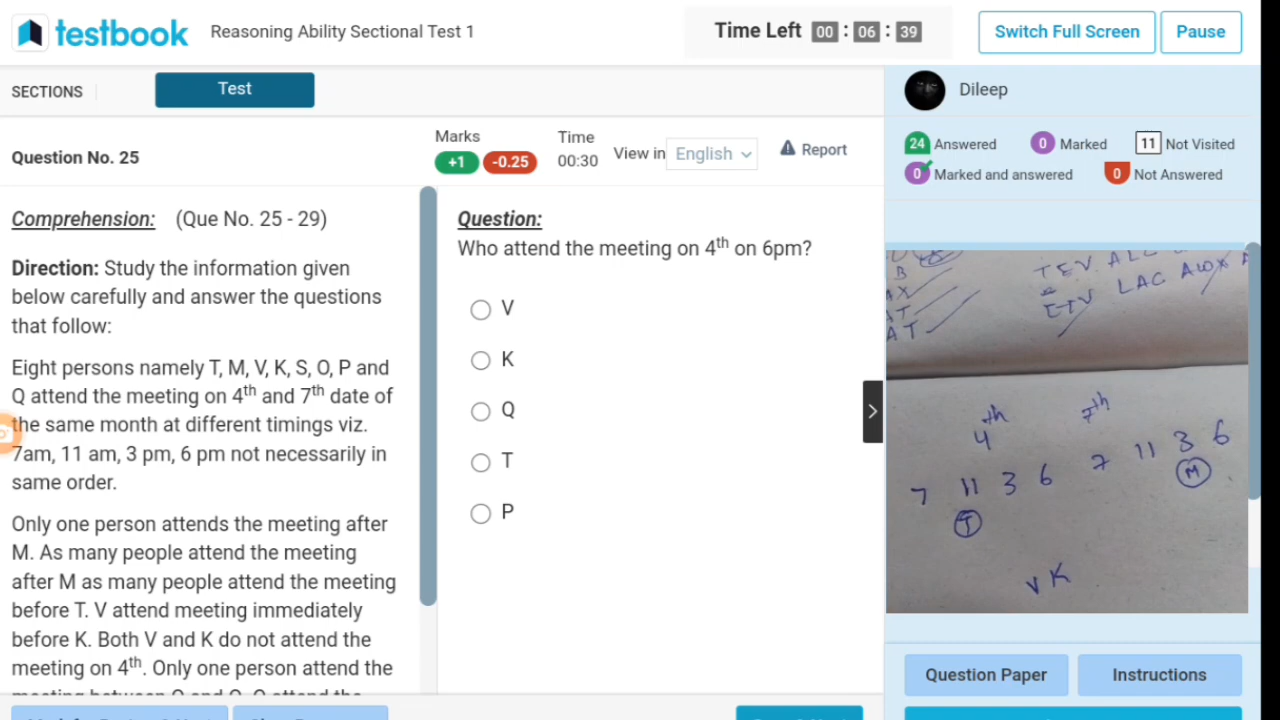 testbook Reasoning Ability Sectional Test 1 Time Left 00 : 06 : 39 Switch Full Screen Pause
SECTIONS Test
Dileep
Question No. 25
Marks +1 -0.25 Time 00:30 View in English Report
24 Answered 0 Marked 11 Not Visited
0 Marked and answered 0 Not Answered
Comprehension: (Que No. 25 - 29)
Direction: Study the information given
below carefully and answer the questions
that follow:
Eight persons namely T, M, V, K, S, O, P and
Q attend the meeting on 4th and 7th date of
the same month at different timings viz.
7am, 11 am, 3 pm, 6 pm not necessarily in
same order.
Only one person attends the meeting after
M. As many people attend the meeting
after M as many people attend the meeting
before T. V attend meeting immediately
before K. Both V and K do not attend the
meeting on 4th. Only one person attend the
Question:
Who attend the meeting on 4th on 6pm?
V
K
Q
T
P
B
AX
AT
AT
TEV
ETV LAC
4th 7th
7 11 3 6 7 11 3 6
T M
V K
Question Paper Instructions